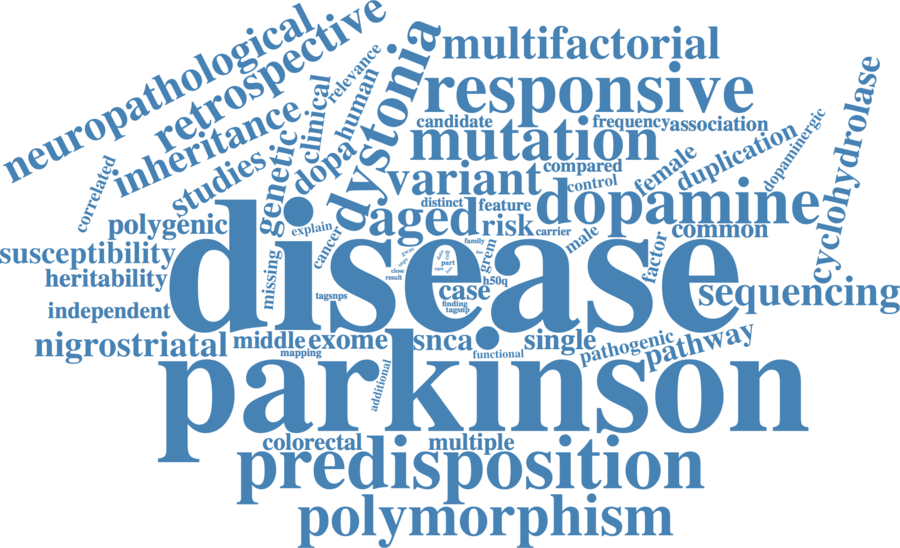 neuropathological
retrospective
inheritance
studies
correlated
polygenic
susceptibility
heritability
independent
nigrostriatal
genetic
clinical
relevance
human
dopa
dystonia
multifactorial
responsive
candidate
frequency
association
mutation
compared
variant
control
female
duplication
dopaminergic
cyclohydrolase
distinct
feature
aged
risk
carrier
dopamine
common
explain
cancer
missing
male
factor
family
gwas
part
close
rare
result
grem
h50q
case
finding
tagsnp
tagsnps
disease
sequencing
middle
exome
mapping
snca
functional
single
pathogenic
pathway
additional
parkinson
colorectal
multiple
predisposition
polymorphism